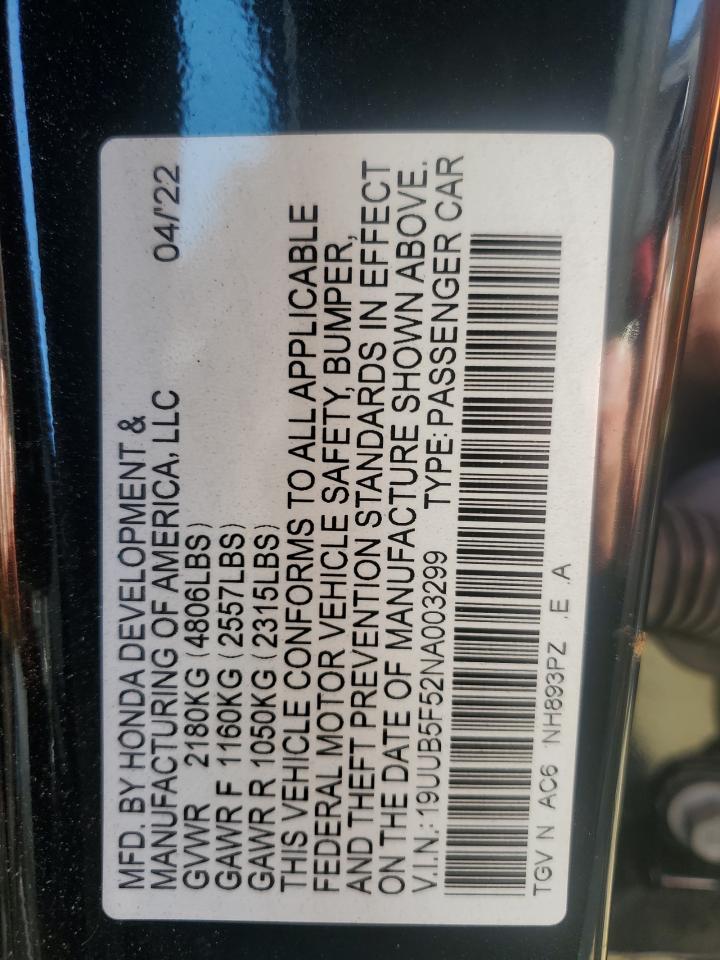 MFD. BY HONDA DEVELOPMENT &
MANUFACTURING OF AMERICA, LLC 04/'22
GVWR 2180KG (4806LBS)
GAWR F 1160KG (2557LBS)
GAWR R 1050KG (2315LBS)
THIS VEHICLE CONFORMS TO ALL APPLICABLE
FEDERAL MOTOR VEHICLE SAFETY, BUMPER,
AND THEFT PREVENTION STANDARDS IN EFFECT
ON THE DATE OF MANUFACTURE SHOWN ABOVE.
V.I.N.: 19UUB5F52NA003299 TYPE: PASSENGER CAR
TGV N AC6 NH893PZ .E .A